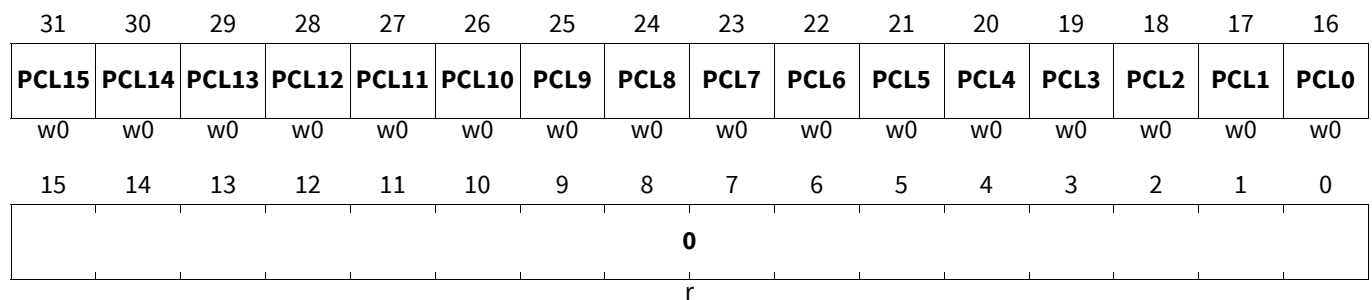 31 30 29 28 27 26 25 24 23 22 21 20 19 18 17 16
PCL15 PCL14 PCL13 PCL12 PCL11 PCL10 PCL9 PCL8 PCL7 PCL6 PCL5 PCL4 PCL3 PCL2 PCL1 PCL0
w0 w0 w0 w0 w0 w0 w0 w0 w0 w0 w0 w0 w0 w0 w0 w0
15 14 13 12 11 10 9 8 7 6 5 4 3 2 1 0
0
r